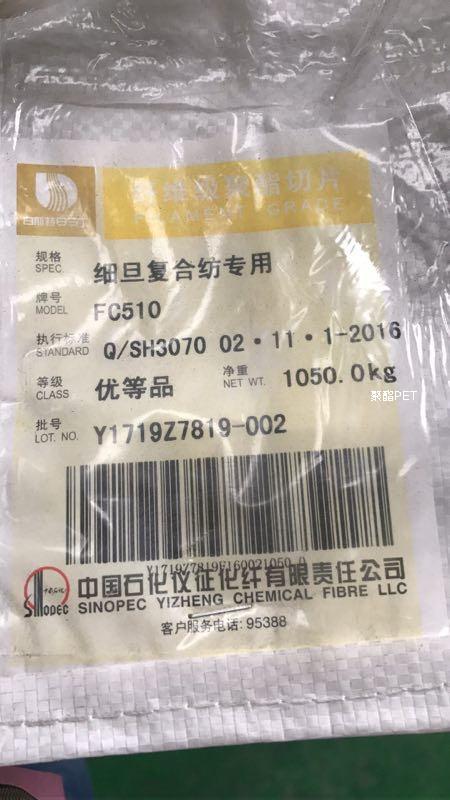 纤维级聚酯切片
FILAMENT GRADE
规格
SPEC.
细旦复合纺专用
牌号
MODEL
FC510
执行标准
STANDARD
Q/SH3070 02·11·1-2016
等级
CLASS
优等品
净重
NET WT.
1050.0kg
聚酯PET
批号
LOT. NO.
Y1719Z7819-002
Y1719Z7819F160021050.0
中国石化仪征化纤有限责任公司
SINOPEC
SINOPEC YIZHENG CHEMICAL FIBRE LLC
客户服务电话: 95388